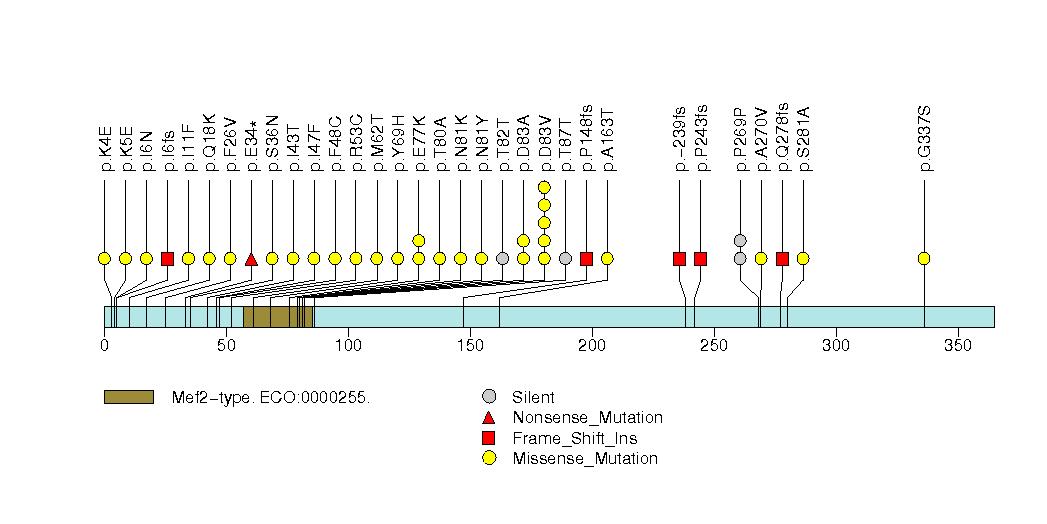 p.K4E
p.K5E
p.I6N
p.I6fs
p.I11F
p.Q18K
p.F26V
p.E34*
p.S36N
p.I43T
p.I47F
p.F48C
p.R53C
p.M62T
p.Y69H
p.E77K
p.T80A
p.N81K
p.N81Y
p.T82T
p.D83A
p.D83V
p.T87T
p.P148fs
p.A163T
p.-239fs
p.P243fs
p.P269P
p.A270V
p.Q278fs
p.S281A
p.G337S
0 50 100 150 200 250 300 350
Mef2-type. ECO:0000255.
Silent
Nonsense_Mutation
Frame_Shift_Ins
Missense_Mutation